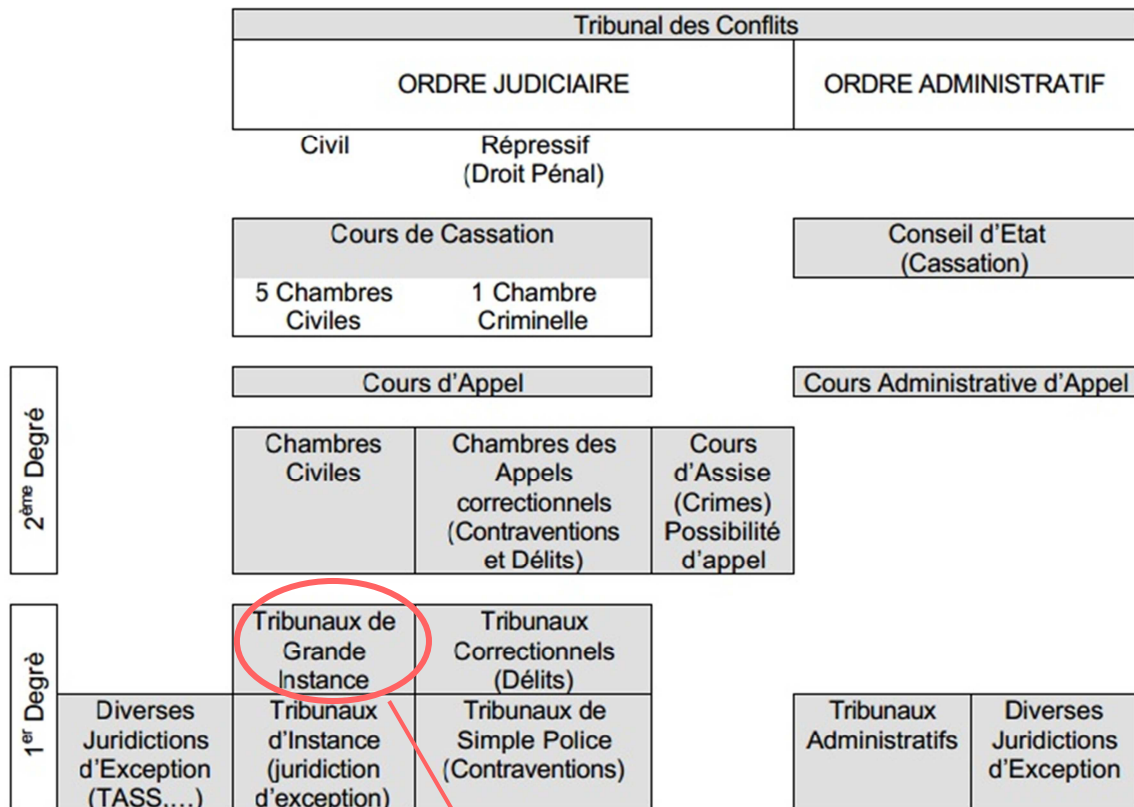 Tribunal des Conflits
ORDRE JUDICIAIRE
ORDRE ADMINISTRATIF
Civil
Répressif
(Droit Pénal)
Cours de Cassation
5 Chambres
Civiles
1 Chambre
Criminelle
Conseil d'Etat
(Cassation)
2ème Degré
Cours d'Appel
Cours Administrative d'Appel
Chambres
Civiles
Chambres des
Appels
correctionnels
(Contraventions
et Délits)
Cours
d'Assise
(Crimes)
Possibilité
d'appel
1er Degrè
Tribunaux de
Grande
Instance
Tribunaux
Correctionnels
(Délits)
Diverses
Juridictions
d'Exception
(TASS,…)
Tribunaux
d'Instance
(juridiction
d'exception)
Tribunaux de
Simple Police
(Contraventions)
Tribunaux
Administratifs
Diverses
Juridictions
d'Exception